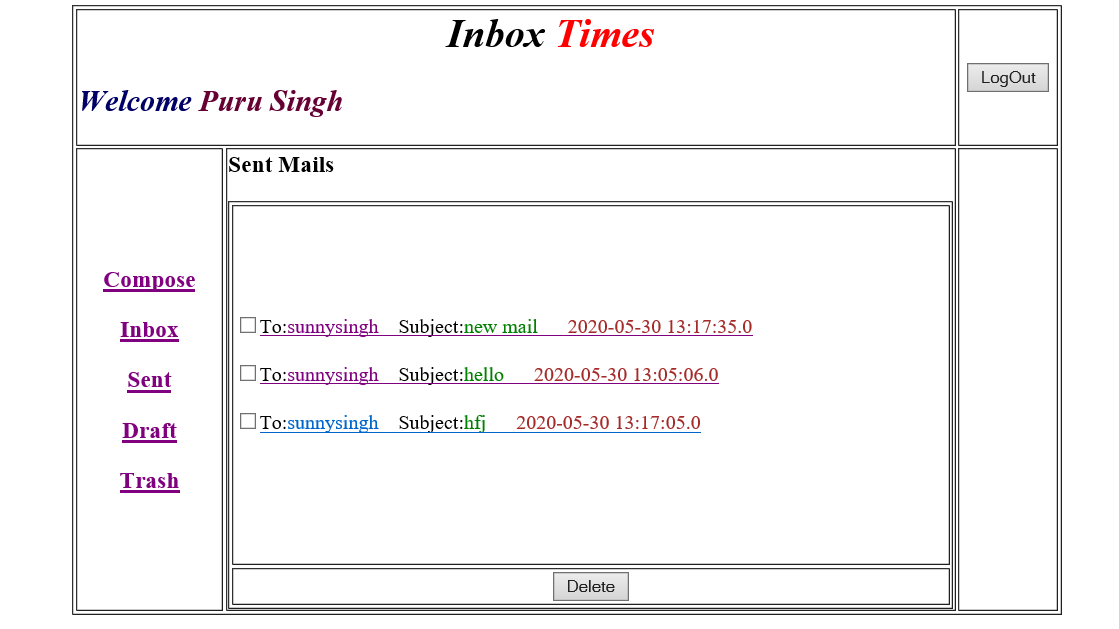 Inbox Times
Welcome Puru Singh
LogOut
Sent Mails
Compose
Inbox
Sent
Draft
Trash
To:sunnysingh Subject:new mail 2020-05-30 13:17:35.0
To:sunnysingh Subject:hello 2020-05-30 13:05:06.0
To:sunnysingh Subject:hfj 2020-05-30 13:17:05.0
Delete